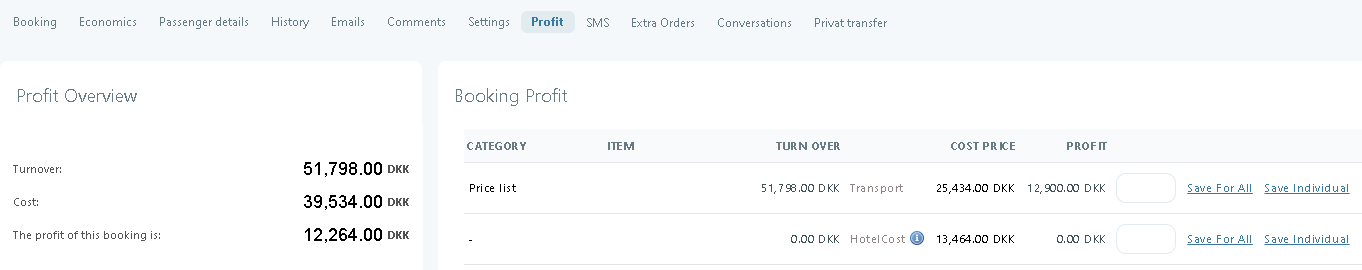 Booking Economics Passenger details History Emails Comments Settings Profit SMS Extra Orders Conversations Privat transfer
Profit Overview
Turnover: 51,798.00 DKK
Cost: 39,534.00 DKK
The profit of this booking is: 12,264.00 DKK
Booking Profit
CATEGORY ITEM TURN OVER COST PRICE PROFIT
Price list 51,798.00 DKK Transport 25,434.00 DKK 12,900.00 DKK Save For All Save Individual
- 0.00 DKK HotelCost i 13,464.00 DKK 0.00 DKK Save For All Save Individual